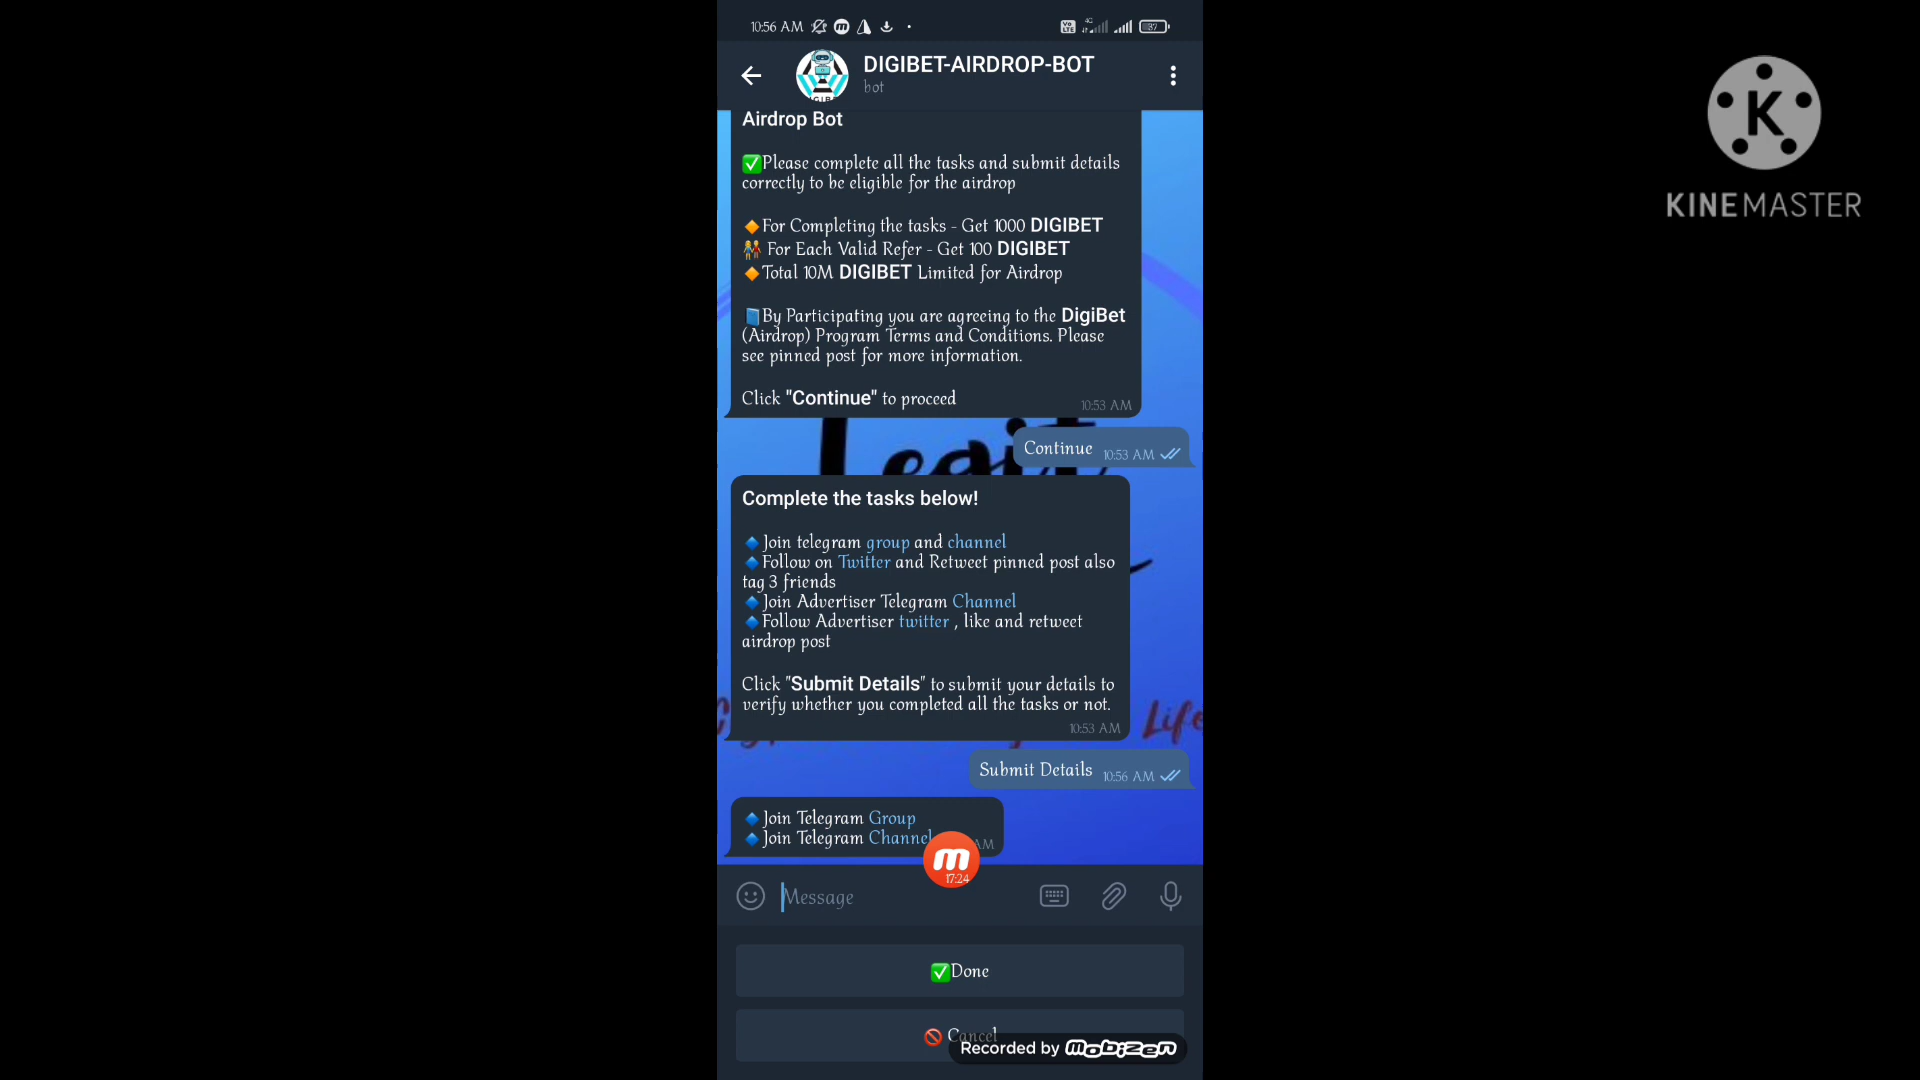 10:56 AM
4G
VoLTE
37
DIGIBET-AIRDROP-BOT
bot
Airdrop Bot
✅Please complete all the tasks and submit details
correctly to be eligible for the airdrop
🔸For Completing the tasks - Get 1000 DIGIBET
👫 For Each Valid Refer - Get 100 DIGIBET
🔸Total 10M DIGIBET Limited for Airdrop
📘By Participating you are agreeing to the DigiBet
(Airdrop) Program Terms and Conditions. Please
see pinned post for more information.
Click "Continue" to proceed
10:53 AM
Legit
Continue 10:53 AM
Complete the tasks below!
🔹Join telegram group and channel
🔹Follow on Twitter and Retweet pinned post also
tag 3 friends
🔹Join Advertiser Telegram Channel
🔹Follow Advertiser twitter , like and retweet
airdrop post
Click "Submit Details" to submit your details to
verify whether you completed all the tasks or not.
10:53 AM
Life
Submit Details 10:56 AM
🔹Join Telegram Group
🔹Join Telegram Channel
AM
17:24
Message
✅Done
🚫 Cancel
Recorded by mobizen
K
KINEMASTER